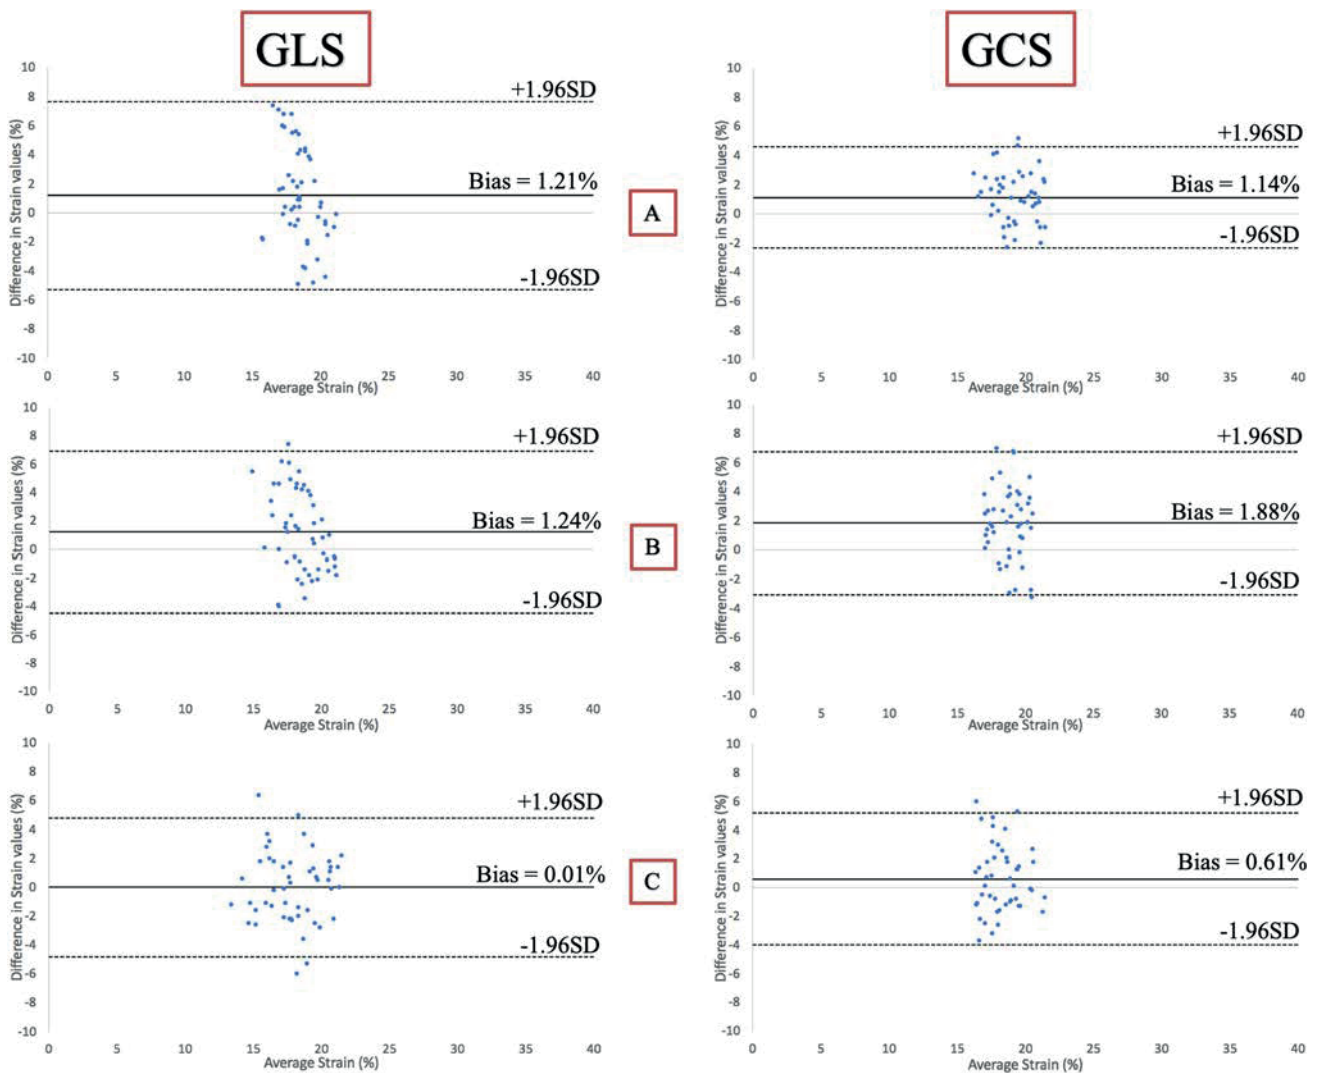 GLS
GCS
Difference in Strain values (%)
10
8
6
4
2
0
-2
-4
-6
-8
-10
+1.96SD
Bias = 1.21%
-1.96SD
0 5 10 15 20 25 30 35 40
Average Strain (%)
A
Difference in Strain values (%)
10
8
6
4
2
0
-2
-4
-6
-8
-10
+1.96SD
Bias = 1.14%
-1.96SD
0 5 10 15 20 25 30 35 40
Average Strain (%)
Difference in Strain values (%)
10
8
6
4
2
0
-2
-4
-6
-8
-10
+1.96SD
Bias = 1.24%
-1.96SD
0 5 10 15 20 25 30 35 40
Average Strain (%)
B
Difference in Strain values (%)
10
8
6
4
2
0
-2
-4
-6
-8
-10
+1.96SD
Bias = 1.88%
-1.96SD
0 5 10 15 20 25 30 35 40
Average Strain (%)
Difference in Strain values (%)
10
8
6
4
2
0
-2
-4
-6
-8
-10
+1.96SD
Bias = 0.01%
-1.96SD
0 5 10 15 20 25 30 35 40
Average Strain (%)
C
Difference in Strain values (%)
10
8
6
4
2
0
-2
-4
-6
-8
-10
+1.96SD
Bias = 0.61%
-1.96SD
0 5 10 15 20 25 30 35 40
Average Strain (%)